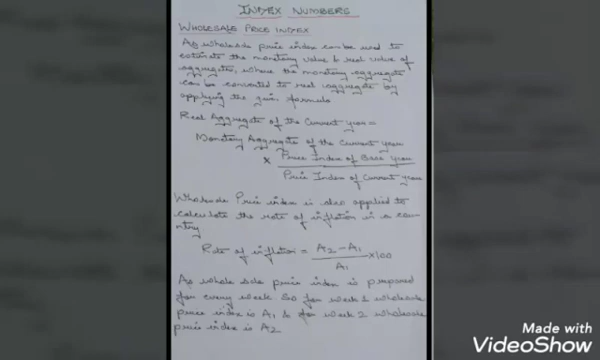 INDEX NUMBERS
WHOLESALE PRICE INDEX
As wholesale price index can be used to
estimate the monetary value & real value of
aggregates, where the monetary aggregate
can be converted to real aggregate by
applying the given formula
Real Aggregate of the Current year =
Monetary Aggregate of the Current year
× Price Index of Base year
Price Index of Current year
Wholesale Price index is also applied to
calculate the rate of inflation in a cou-
ntry
Rate of inflation = A2 - A1 ×100
A1
As whole sale price index is prepared
for every week. So for week 1 wholesale
price index is A1 & for week 2 wholesale
price index is A2
Made with
VideoShow